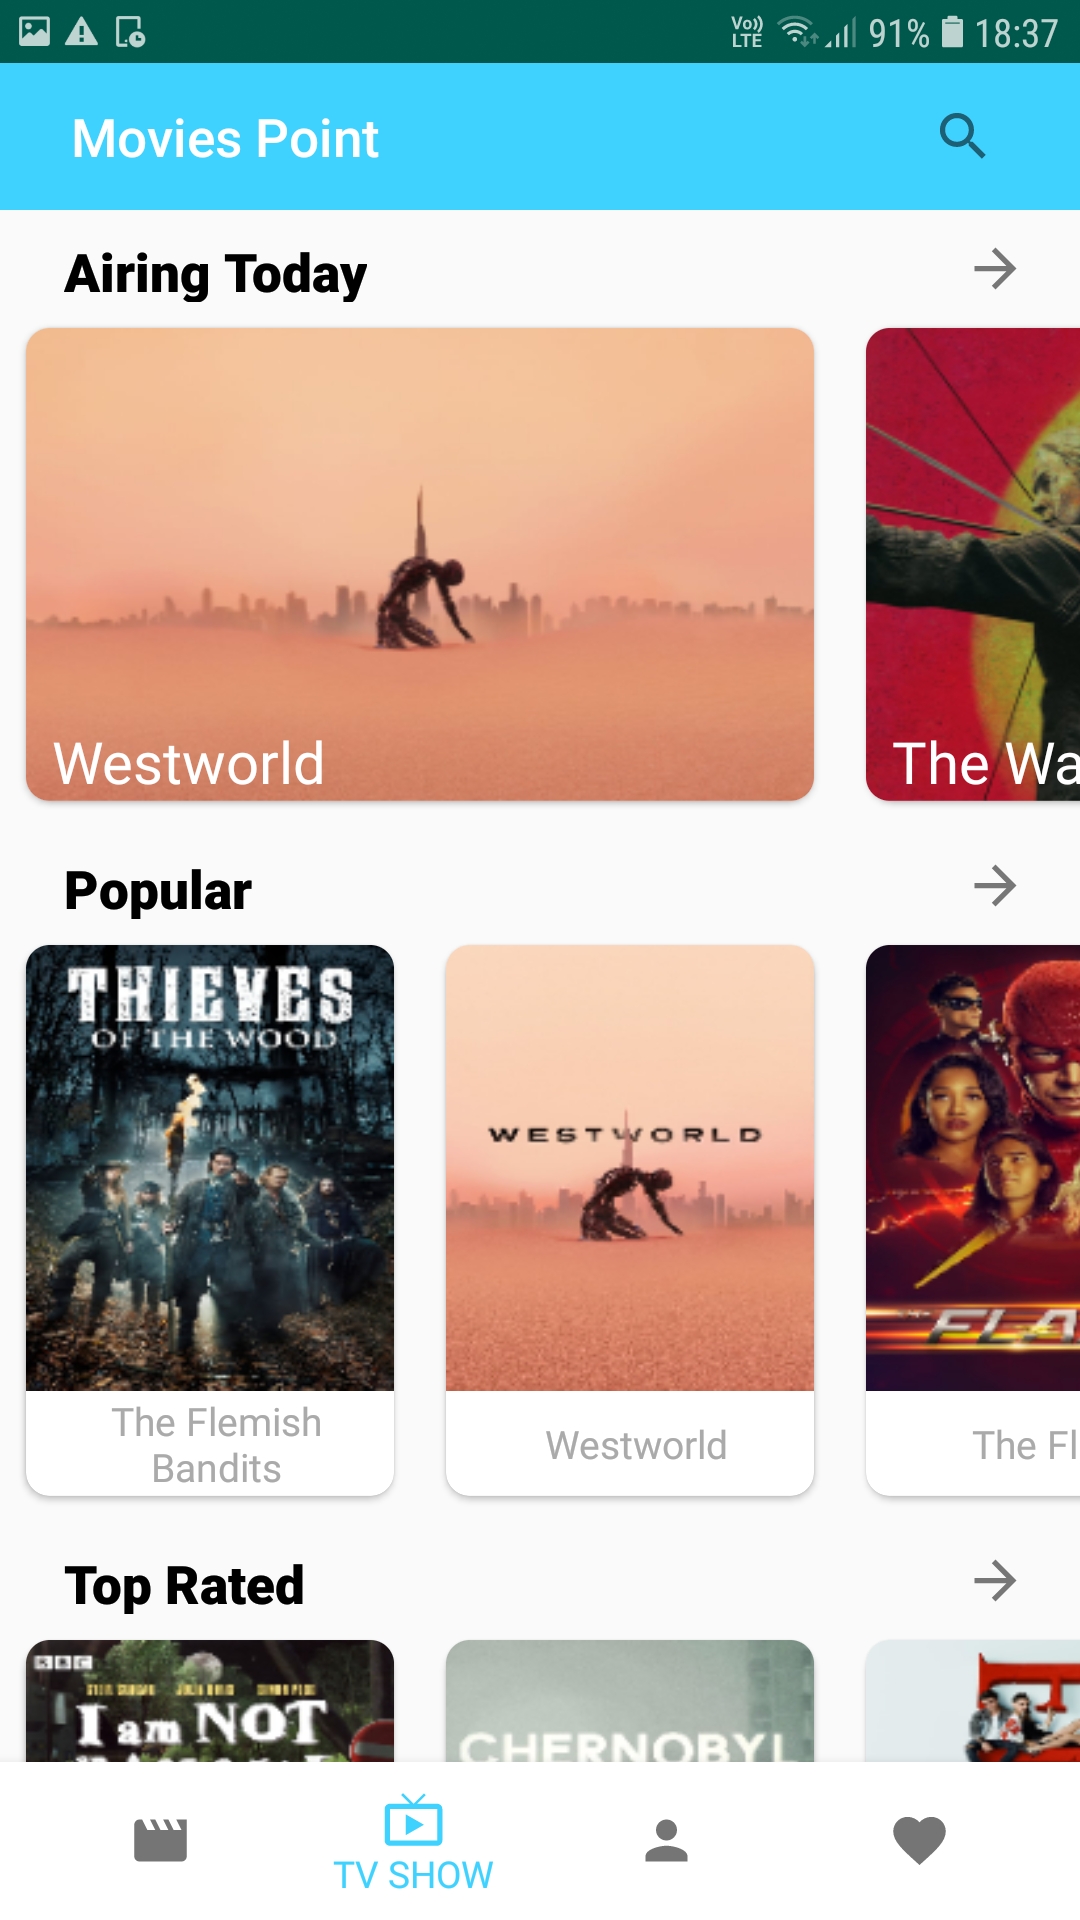 Vo)) LTE 91% 18:37
Movies Point
Airing Today
Westworld
The Wa
Popular
THIEVES
OF THE WOOD
WESTWORLD
FLA
The Flemish
Bandits
Westworld
The Fl
Top Rated
BBC
I am NOT
CHERNOBYL
TV SHOW